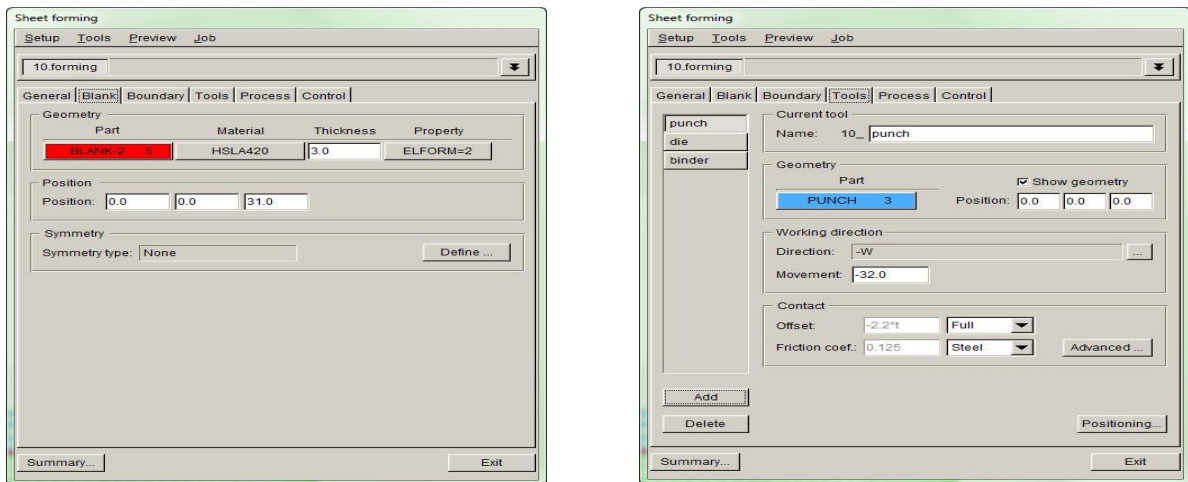 Sheet forming
Setup Tools Preview Job
10.forming
General Blank Boundary Tools Process Control
Geometry
Part Material Thickness Property
BLANK-2 5 HSLA420 3.0 ELFORM=2
Position
Position: 0.0 0.0 31.0
Symmetry
Symmetry type: None Define ...
Summary... Exit
Sheet forming
Setup Tools Preview Job
10.forming
General Blank Boundary Tools Process Control
punch
die
binder
Current tool
Name: 10_ punch
Geometry
Part Show geometry
PUNCH 3 Position: 0.0 0.0 0.0
Working direction
Direction: -W ...
Movement: -32.0
Contact
Offset: -2.2*t Full
Friction coef.: 0.125 Steel Advanced ...
Add
Delete Positioning...
Summary... Exit